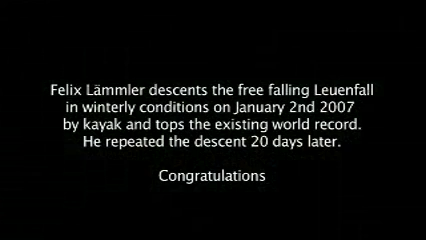 Felix Lämmler descents the free falling Leuenfall
in winterly conditions on January 2nd 2007
by kayak and tops the existing world record.
He repeated the descent 20 days later.
Congratulations